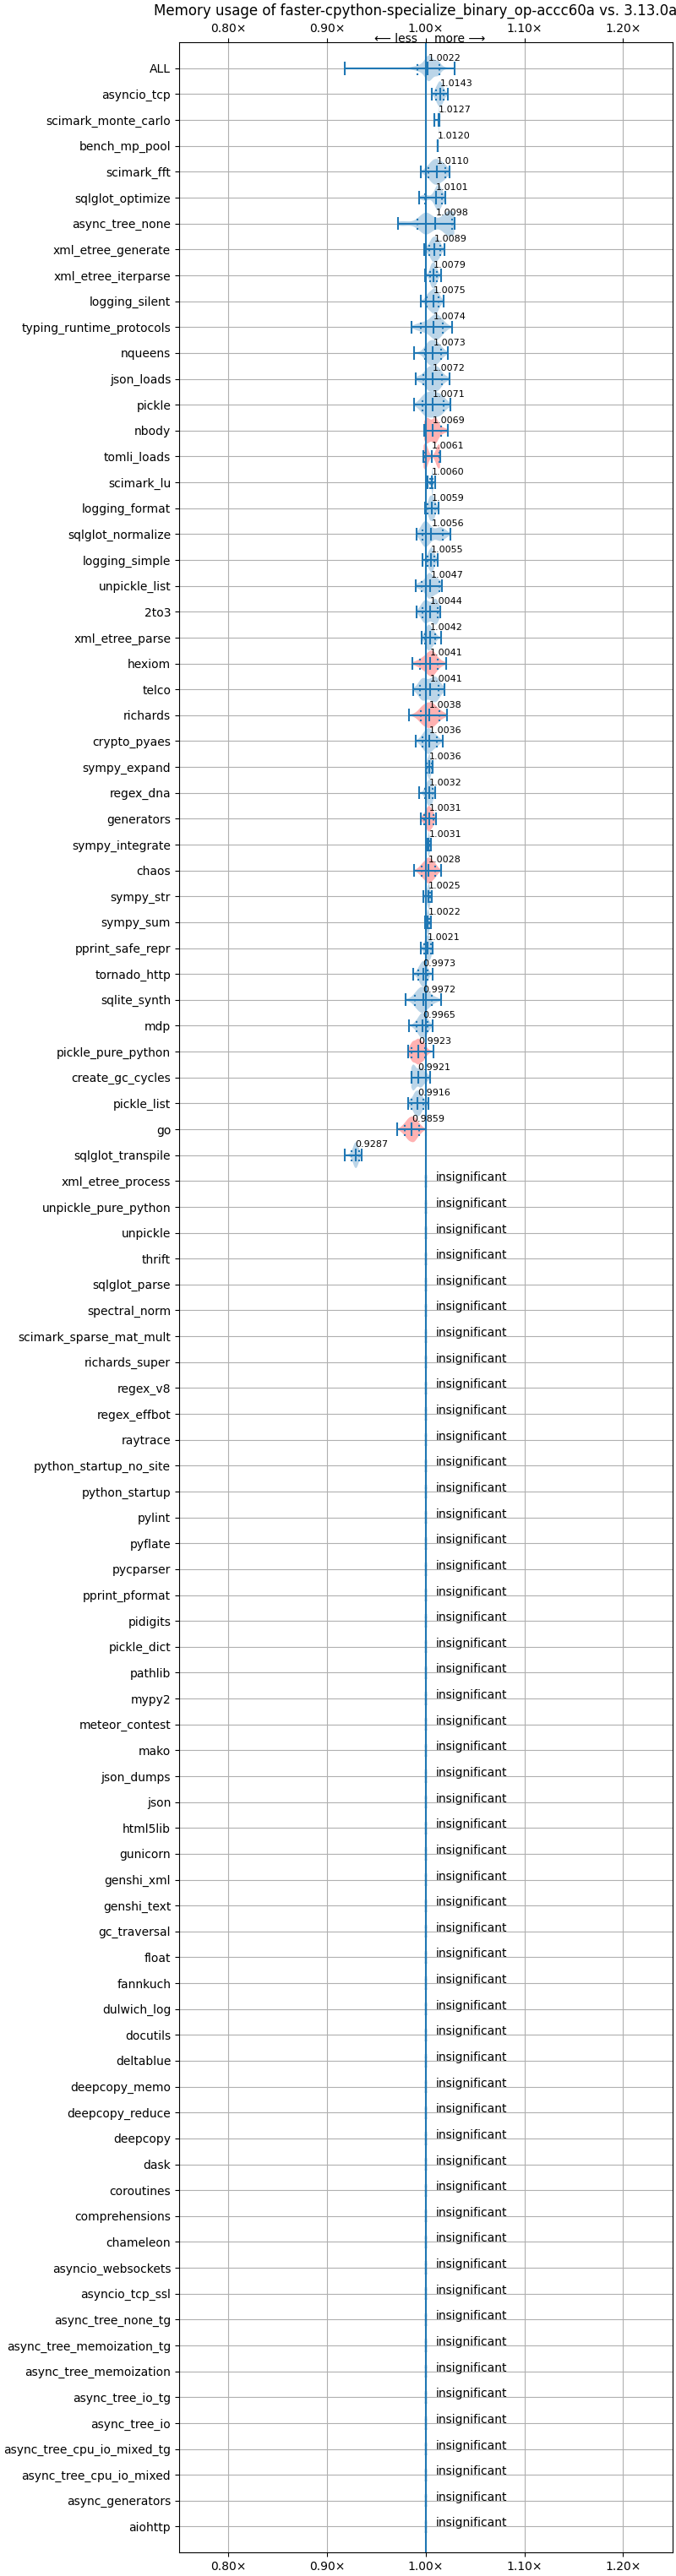 Memory usage of faster-cpython-specialize_binary_op-accc60a vs. 3.13.0a
0.80× 0.90× 1.00× 1.10× 1.20×
⟵ less more ⟶
ALL 1.0022
asyncio_tcp 1.0143
scimark_monte_carlo 1.0127
bench_mp_pool 1.0120
scimark_fft 1.0110
sqlglot_optimize 1.0101
async_tree_none 1.0098
xml_etree_generate 1.0089
xml_etree_iterparse 1.0079
logging_silent 1.0075
typing_runtime_protocols 1.0074
nqueens 1.0073
json_loads 1.0072
pickle 1.0071
nbody 1.0069
tomli_loads 1.0061
scimark_lu 1.0060
logging_format 1.0059
sqlglot_normalize 1.0056
logging_simple 1.0055
unpickle_list 1.0047
2to3 1.0044
xml_etree_parse 1.0042
hexiom 1.0041
telco 1.0041
richards 1.0038
crypto_pyaes 1.0036
sympy_expand 1.0036
regex_dna 1.0032
generators 1.0031
sympy_integrate 1.0031
chaos 1.0028
sympy_str 1.0025
sympy_sum 1.0022
pprint_safe_repr 1.0021
tornado_http 0.9973
sqlite_synth 0.9972
mdp 0.9965
pickle_pure_python 0.9923
create_gc_cycles 0.9921
pickle_list 0.9916
go 0.9859
sqlglot_transpile 0.9287
xml_etree_process insignificant
unpickle_pure_python insignificant
unpickle insignificant
thrift insignificant
sqlglot_parse insignificant
spectral_norm insignificant
scimark_sparse_mat_mult insignificant
richards_super insignificant
regex_v8 insignificant
regex_effbot insignificant
raytrace insignificant
python_startup_no_site insignificant
python_startup insignificant
pylint insignificant
pyflate insignificant
pycparser insignificant
pprint_pformat insignificant
pidigits insignificant
pickle_dict insignificant
pathlib insignificant
mypy2 insignificant
meteor_contest insignificant
mako insignificant
json_dumps insignificant
json insignificant
html5lib insignificant
gunicorn insignificant
genshi_xml insignificant
genshi_text insignificant
gc_traversal insignificant
float insignificant
fannkuch insignificant
dulwich_log insignificant
docutils insignificant
deltablue insignificant
deepcopy_memo insignificant
deepcopy_reduce insignificant
deepcopy insignificant
dask insignificant
coroutines insignificant
comprehensions insignificant
chameleon insignificant
asyncio_websockets insignificant
asyncio_tcp_ssl insignificant
async_tree_none_tg insignificant
async_tree_memoization_tg insignificant
async_tree_memoization insignificant
async_tree_io_tg insignificant
async_tree_io insignificant
async_tree_cpu_io_mixed_tg insignificant
async_tree_cpu_io_mixed insignificant
async_generators insignificant
aiohttp insignificant
0.80× 0.90× 1.00× 1.10× 1.20×